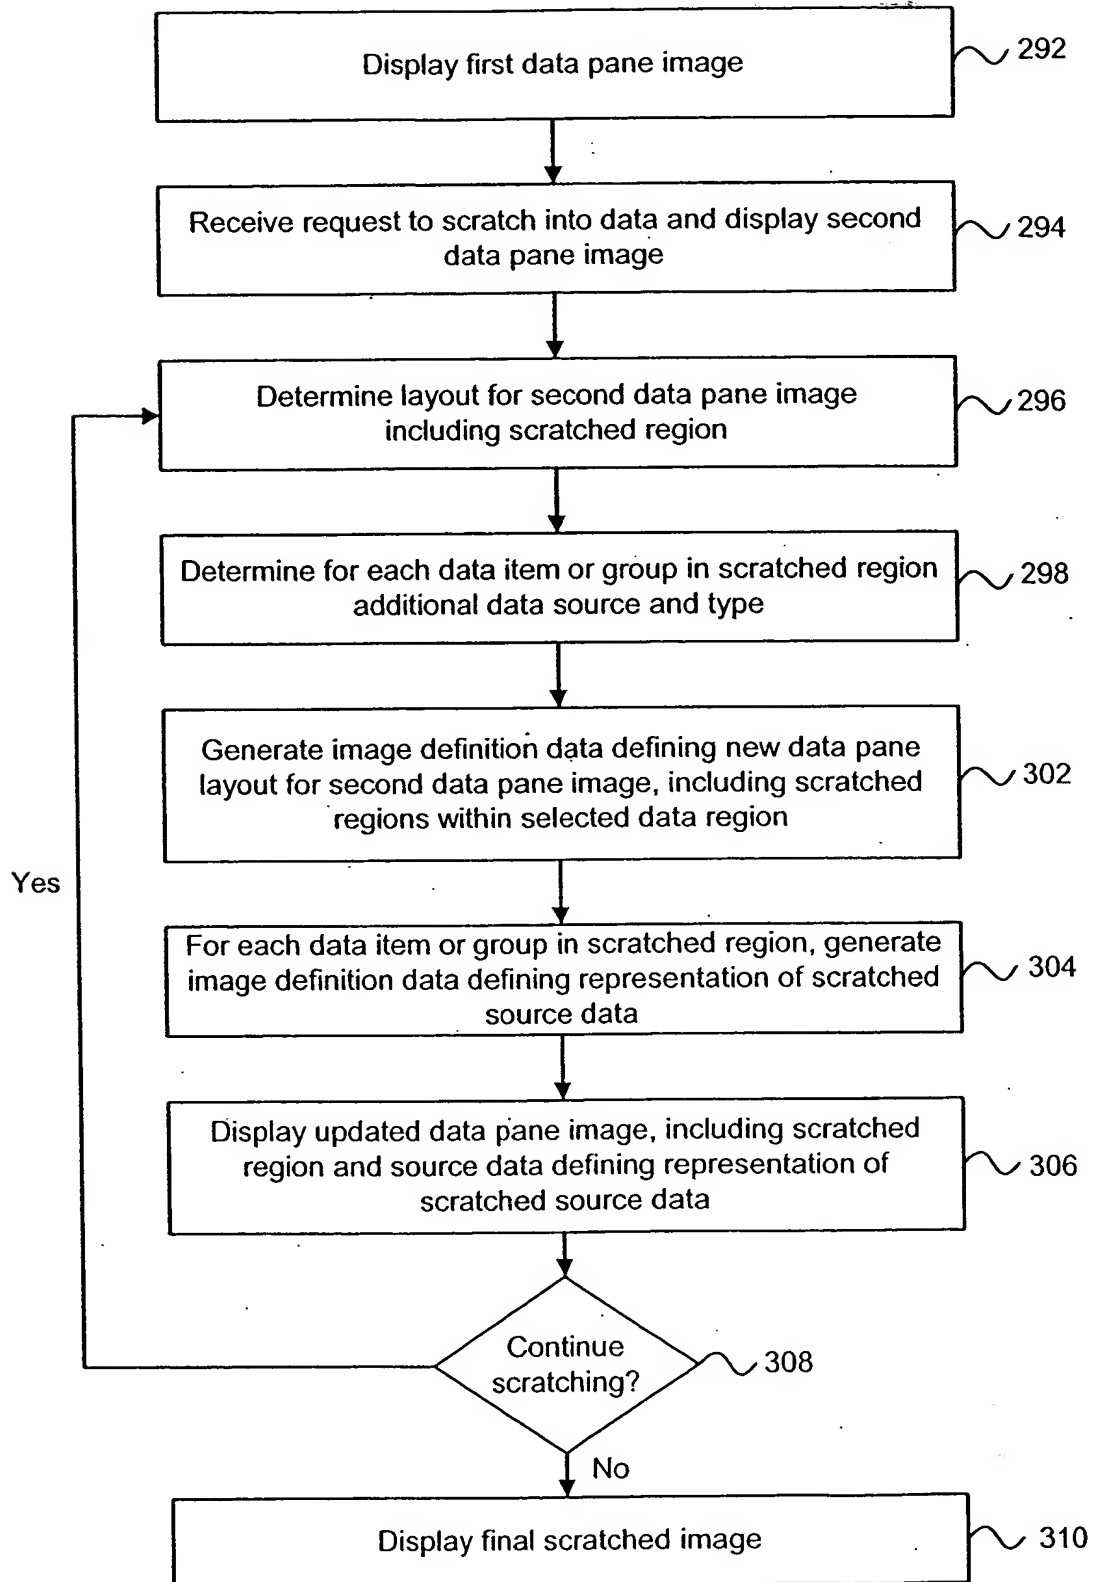 Display first data pane image
292
Receive request to scratch into data and display second
data pane image
294
Determine layout for second data pane image
including scratched region
296
Determine for each data item or group in scratched region
additional data source and type
298
Generate image definition data defining new data pane
layout for second data pane image, including scratched
regions within selected data region
302
Yes
For each data item or group in scratched region, generate
image definition data defining representation of scratched
source data
304
Display updated data pane image, including scratched
region and source data defining representation of
scratched source data
306
Continue
scratching?
308
No
Display final scratched image
310